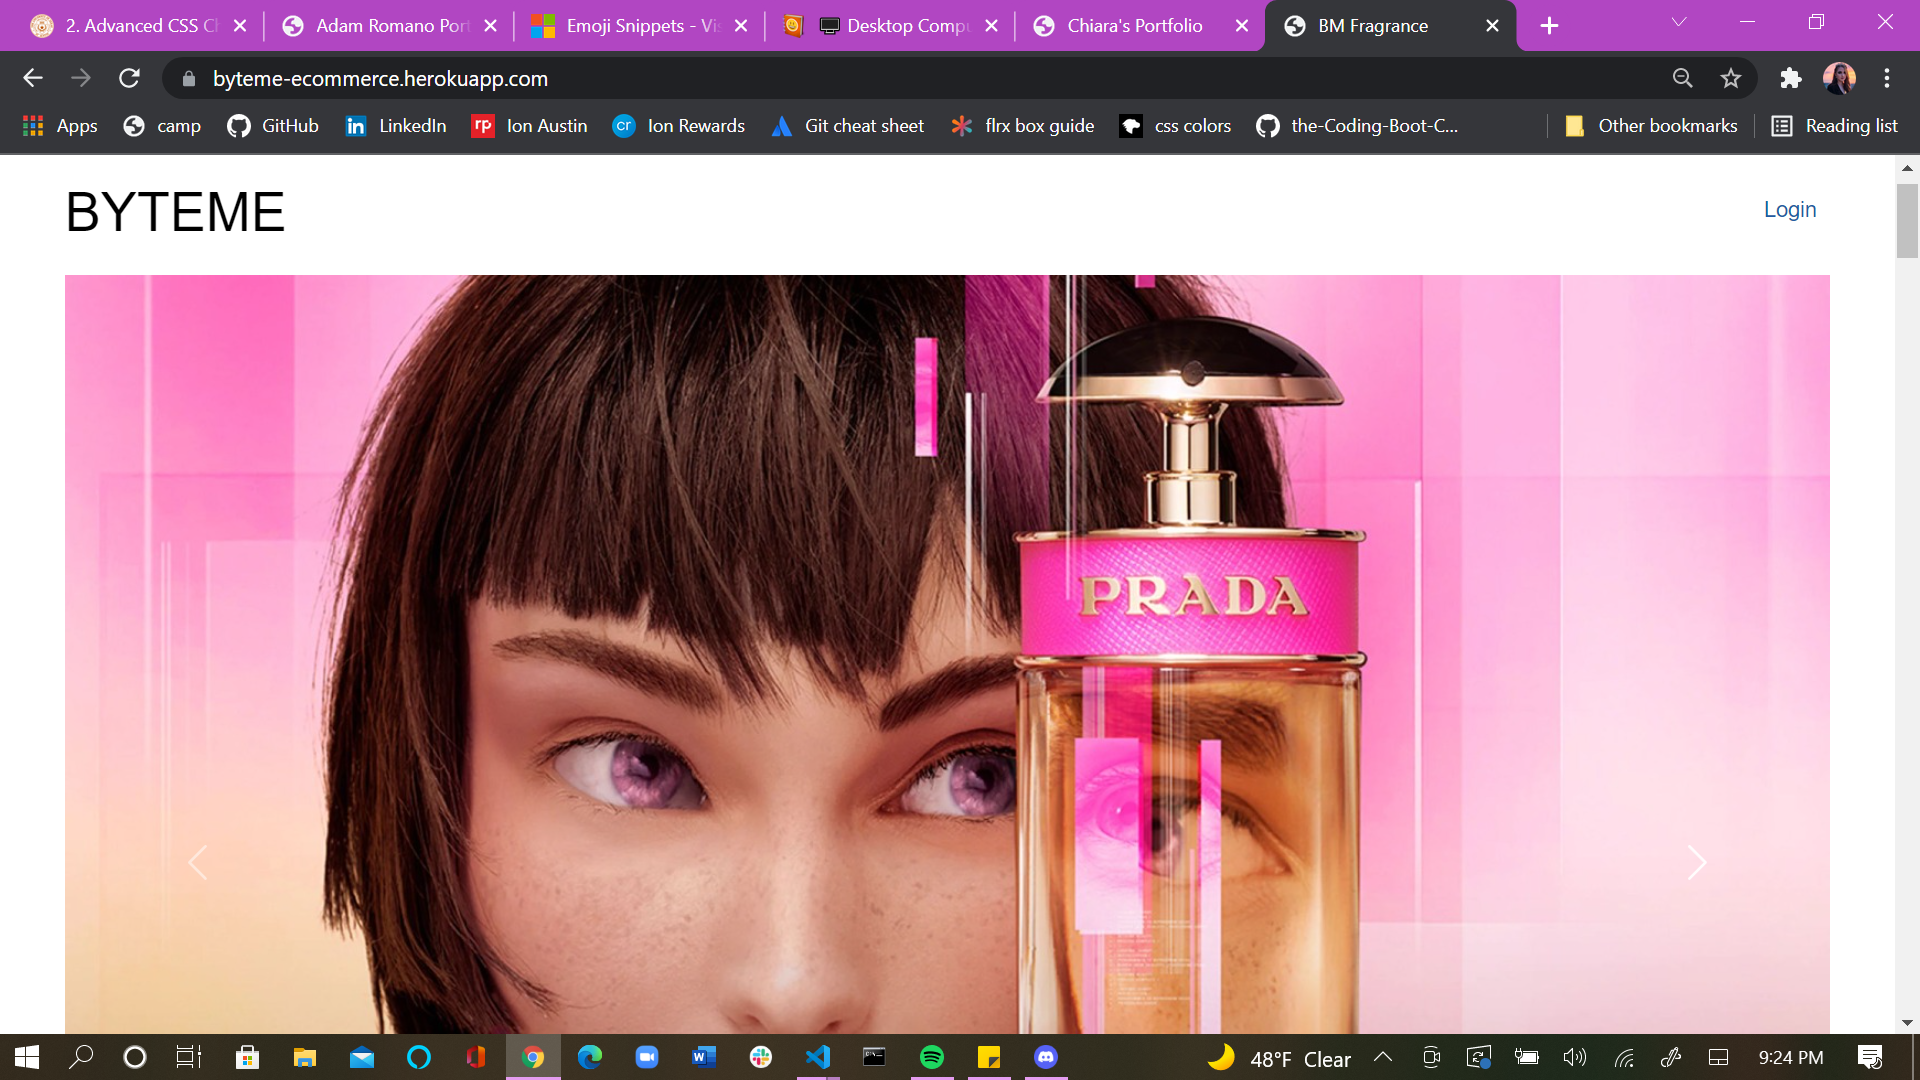 2. Advanced CSS Ch
Adam Romano Port
Emoji Snippets - Vis
Desktop Compu
Chiara's Portfolio
BM Fragrance
byteme-ecommerce.herokuapp.com
Apps
camp
GitHub
LinkedIn
Ion Austin
Ion Rewards
Git cheat sheet
flrx box guide
css colors
the-Coding-Boot-C...
Other bookmarks
Reading list
BYTEME
Login
PRADA
48°F Clear
9:24 PM